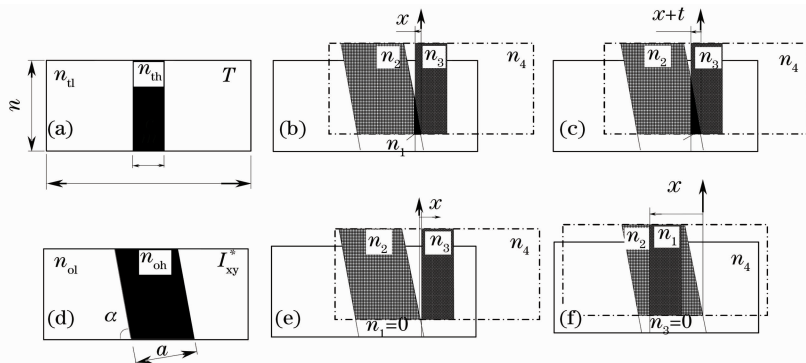 (a) n n_tl n_th T
(b) x n_2 n_3 n_4 n_1
(c) x+t n_2 n_3 n_4
(d) n_ol n_oh I*_xy α a
(e) x n_2 n_3 n_4 n_1=0
(f) x n_2 n_1 n_4 n_3=0